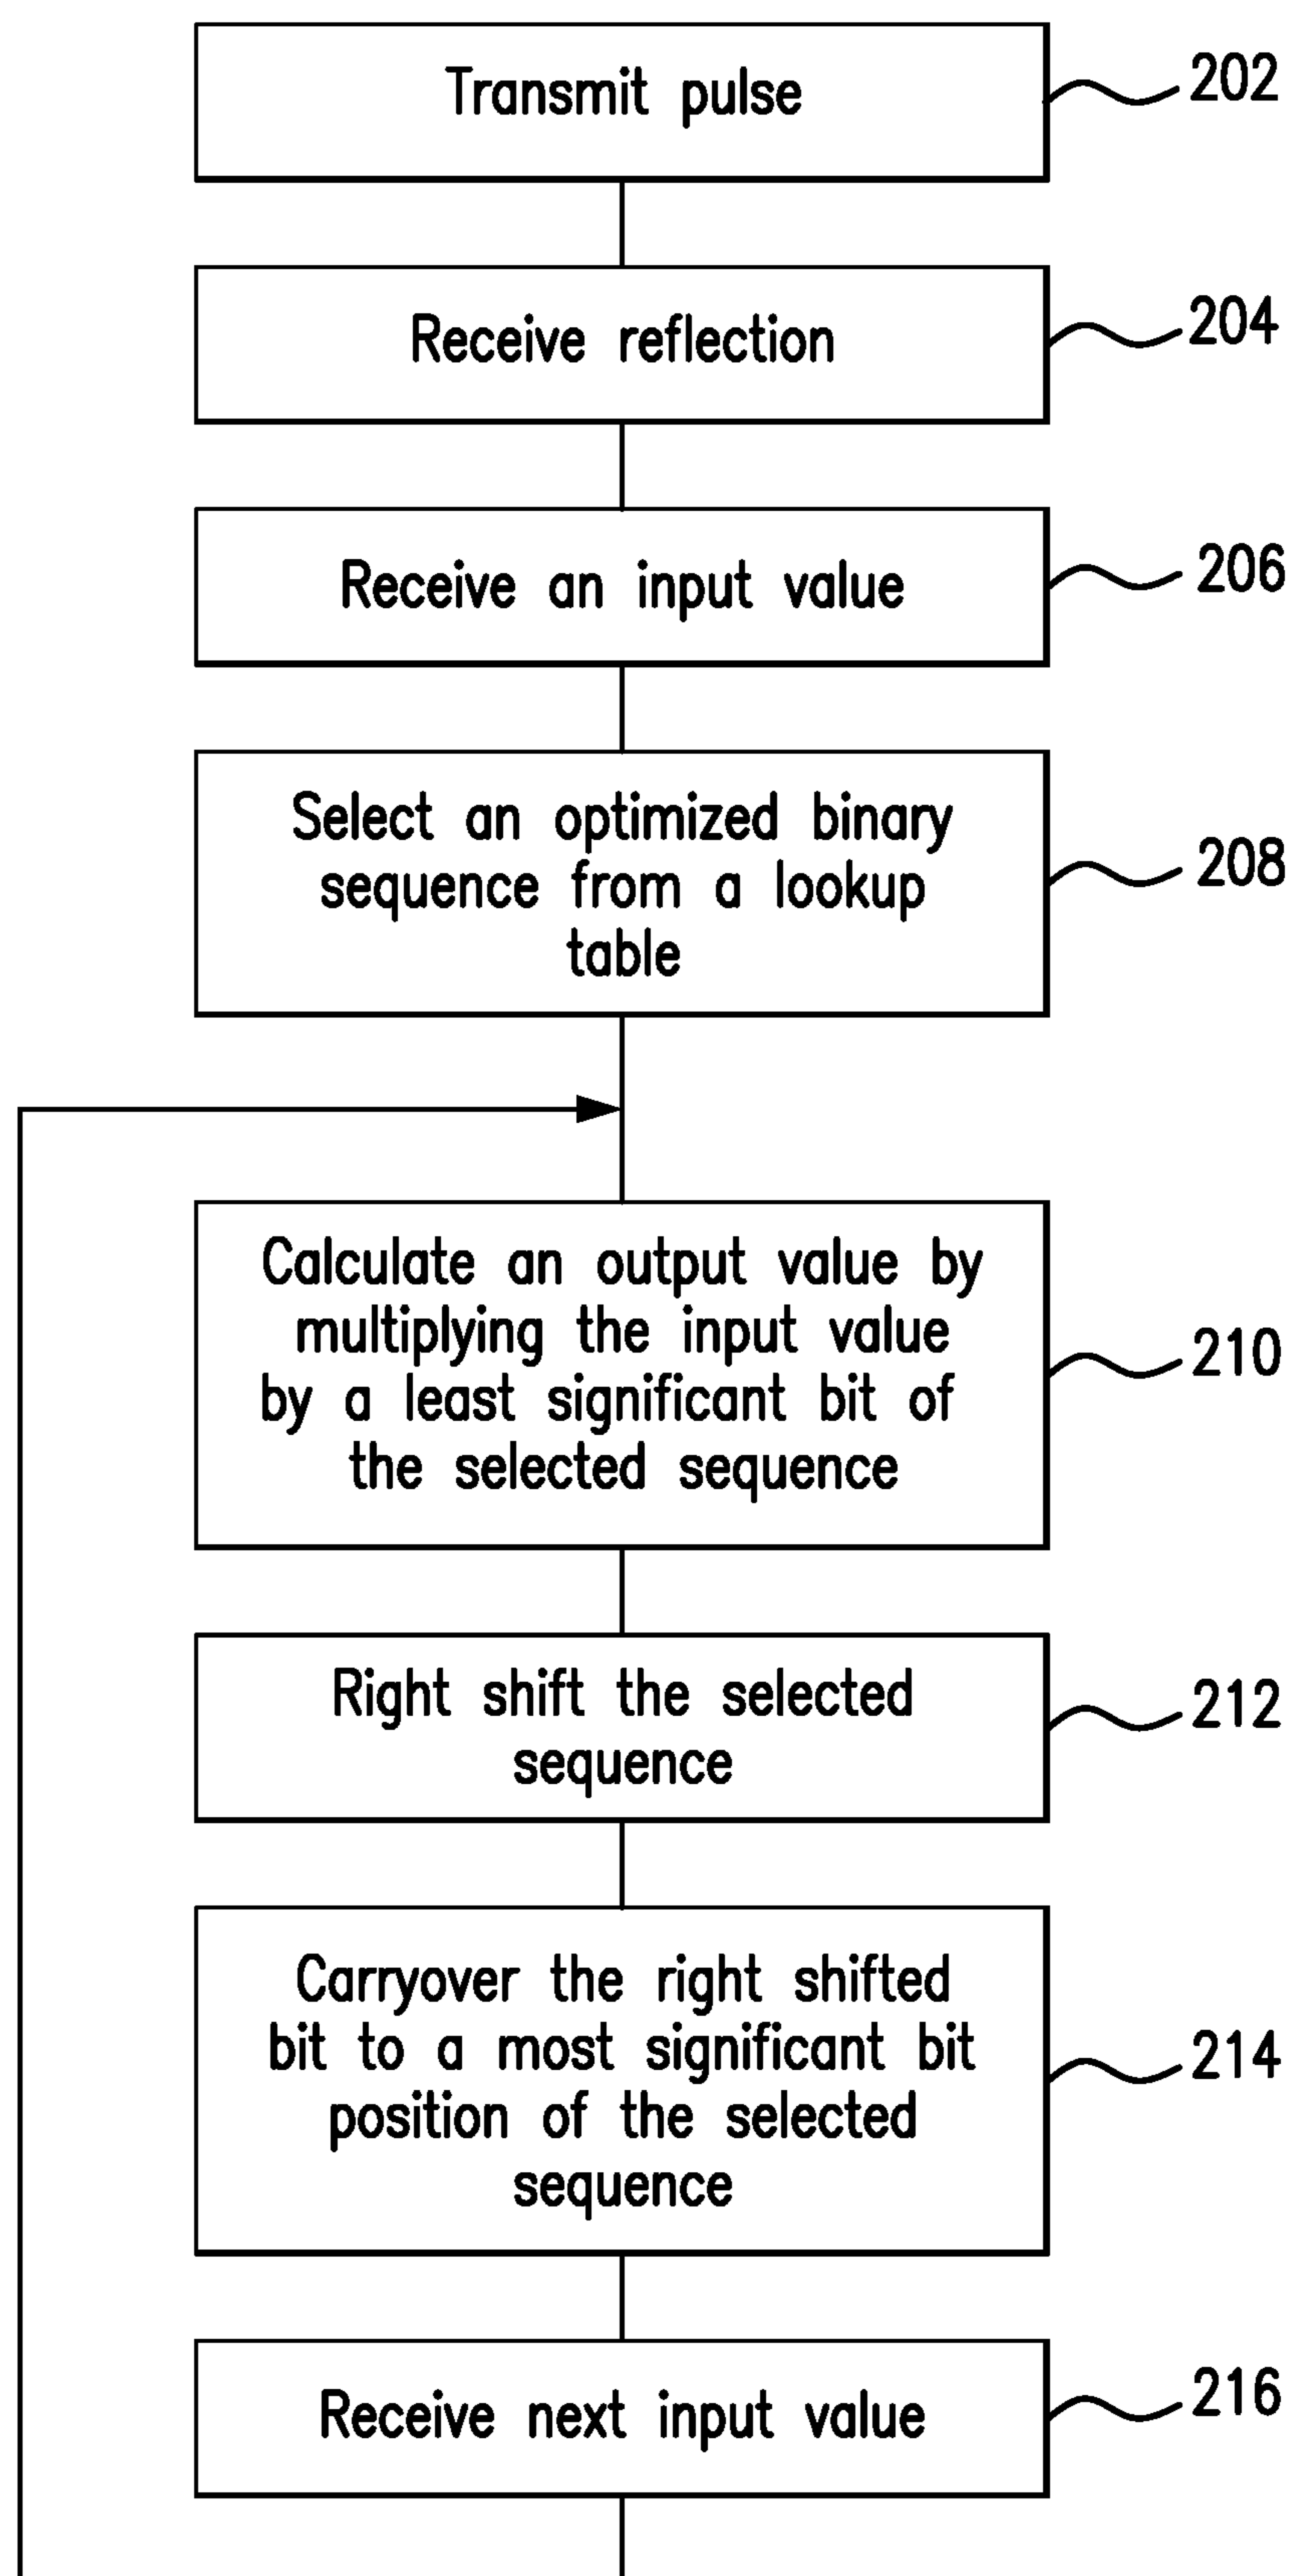 Transmit pulse
202
Receive reflection
204
Receive an input value
206
Select an optimized binary
sequence from a lookup
table
208
Calculate an output value by
multiplying the input value
by a least significant bit of
the selected sequence
210
Right shift the selected
sequence
212
Carryover the right shifted
bit to a most significant bit
position of the selected
sequence
214
Receive next input value
216